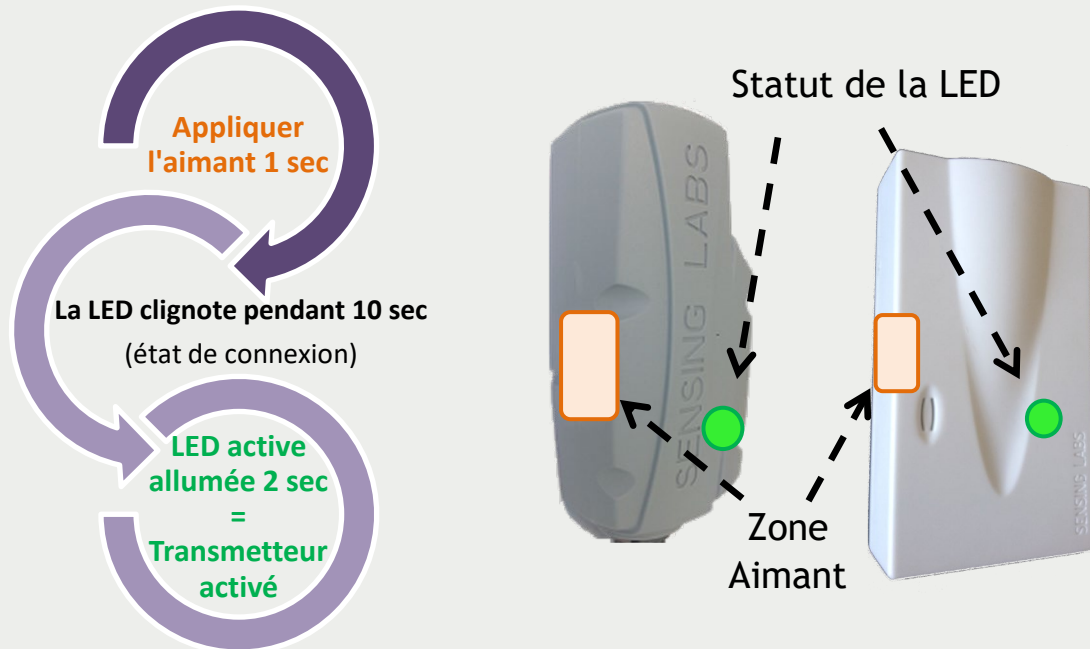 Appliquer
l'aimant 1 sec
La LED clignote pendant 10 sec
(état de connexion)
LED active
allumée 2 sec
=
Transmetteur
activé
Statut de la LED
SENSING LABS
SENSING LABS
Zone
Aimant